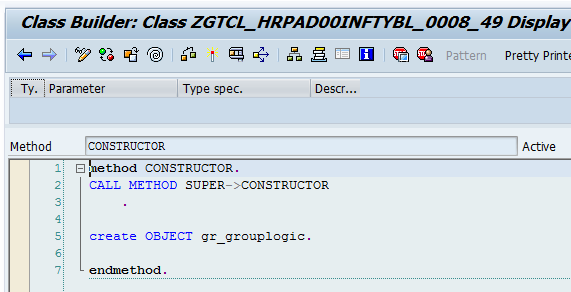 Class Builder: Class ZGTCL_HRPAD00INFTYBL_0008_49 Display
Pattern Pretty Printe
Ty. Parameter Type spec. Descr...
Method CONSTRUCTOR Active
1 method CONSTRUCTOR.
2 CALL METHOD SUPER->CONSTRUCTOR
3 .
4
5 create OBJECT gr_grouplogic.
6
7 endmethod.